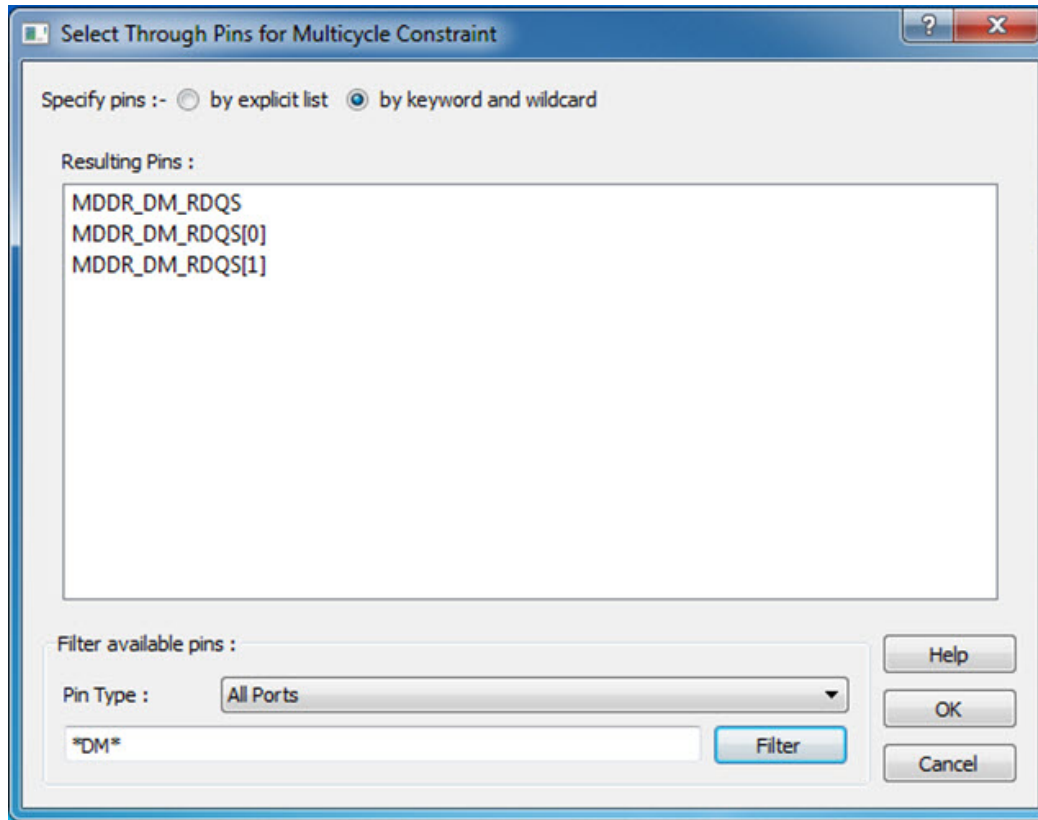 Select Through Pins for Multicycle Constraint
?
X
Specify pins :- by explicit list by keyword and wildcard
Resulting Pins :
MDDR_DM_RDQS
MDDR_DM_RDQS[0]
MDDR_DM_RDQS[1]
Filter available pins :
Help
Pin Type : All Ports
OK
*DM* Filter
Cancel